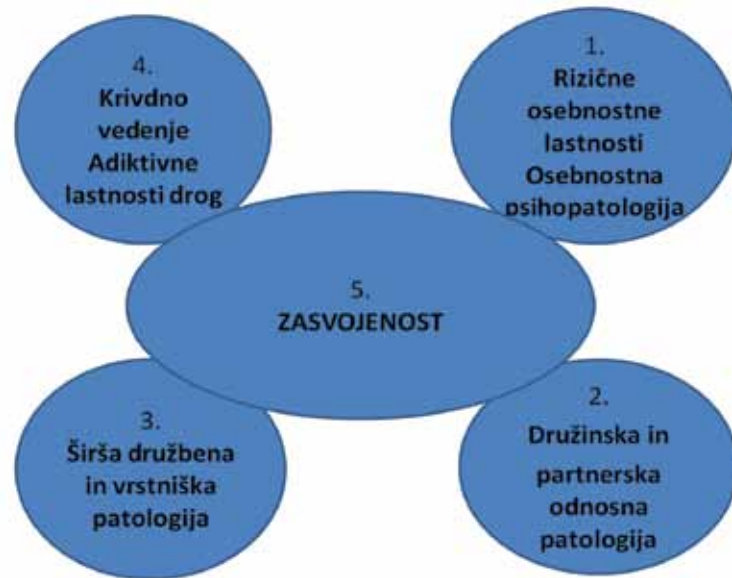 4.
Krivdno
vedenje
Adiktivne
lastnosti drog
1.
Rizične
osebnostne
lastnosti
Osebnostna
psihopatologija
5.
ZASVOJENOST
3.
Širša družbena
in vrstniška
patologija
2.
Družinska in
partnerska
odnosna
patologija